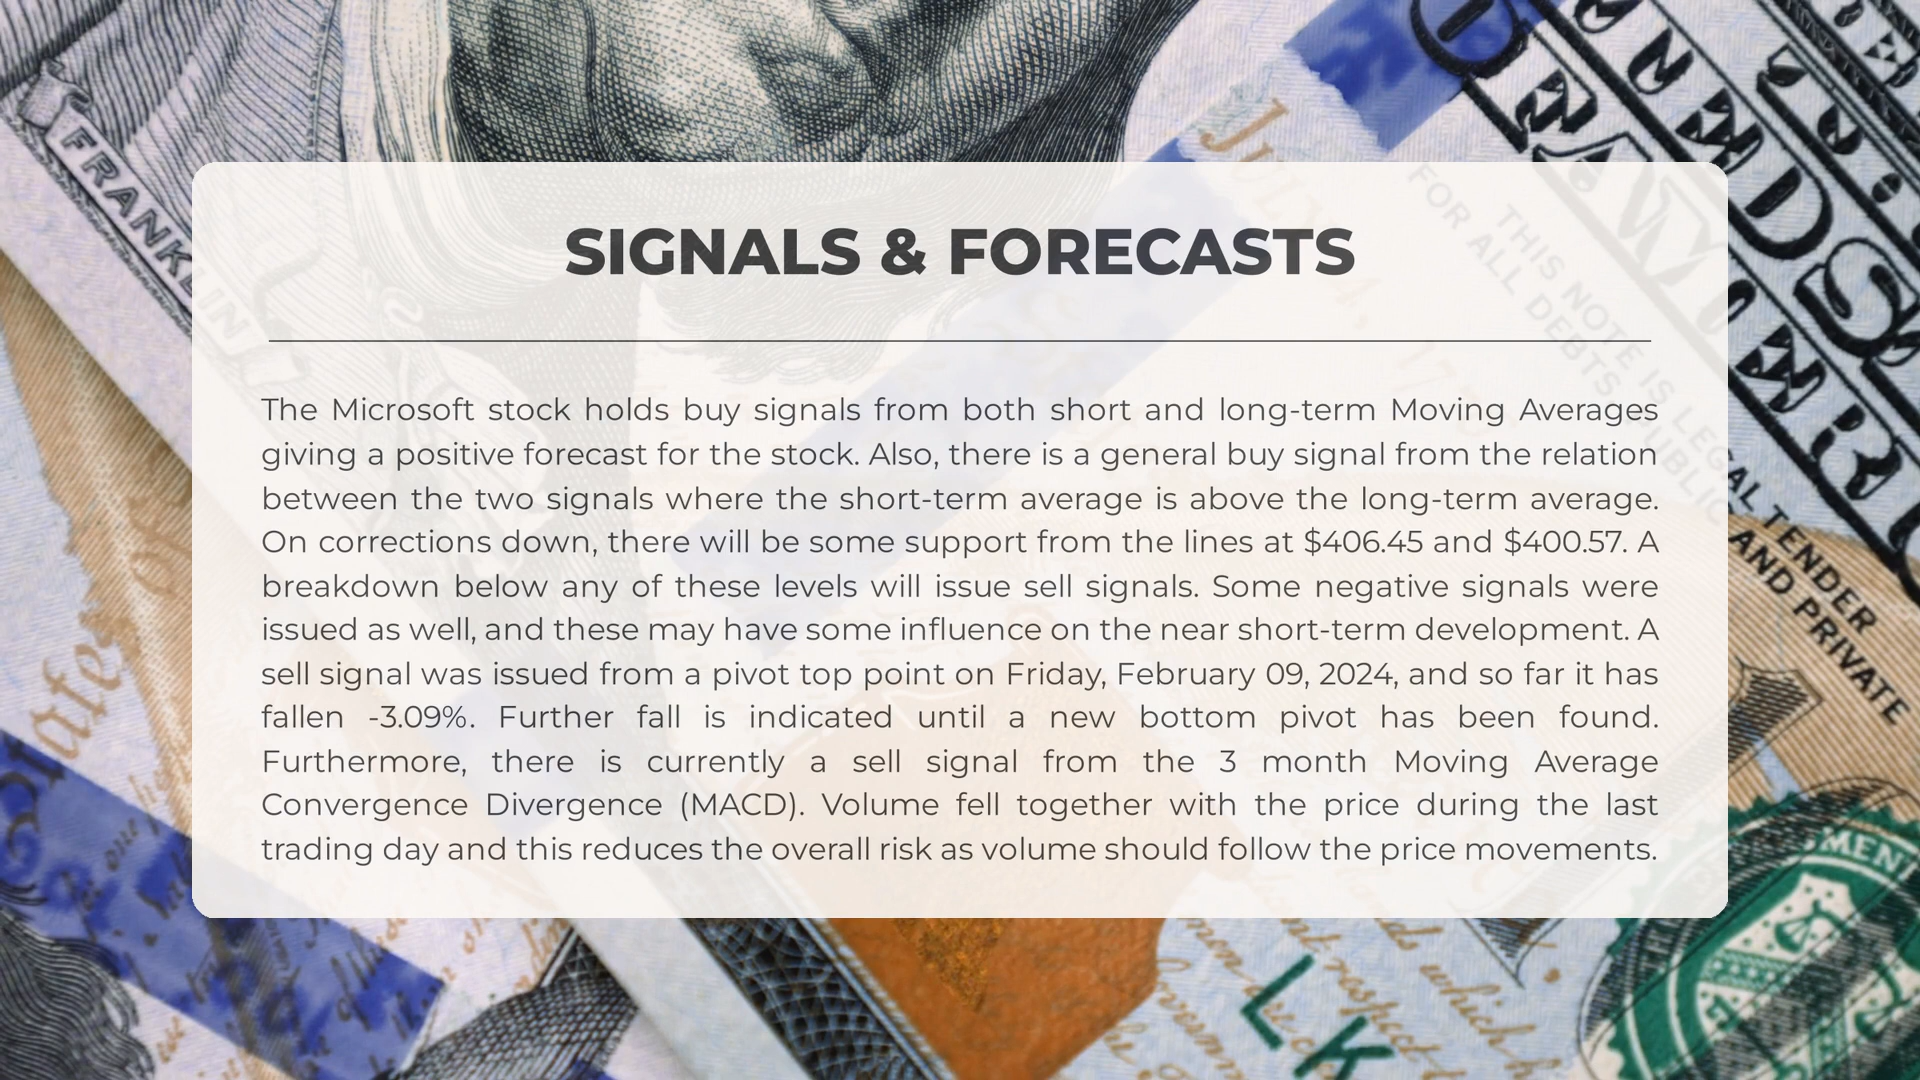 FRANKLIN
THIS NOTE IS LEGAL TENDER
FOR ALL DEBTS, PUBLIC AND PRIVATE
SIGNALS & FORECASTS
The Microsoft stock holds buy signals from both short and long-term Moving Averages
giving a positive forecast for the stock. Also, there is a general buy signal from the relation
between the two signals where the short-term average is above the long-term average.
On corrections down, there will be some support from the lines at $406.45 and $400.57. A
breakdown below any of these levels will issue sell signals. Some negative signals were
issued as well, and these may have some influence on the near short-term development. A
sell signal was issued from a pivot top point on Friday, February 09, 2024, and so far it has
fallen -3.09%. Further fall is indicated until a new bottom pivot has been found.
Furthermore, there is currently a sell signal from the 3 month Moving Average
Convergence Divergence (MACD). Volume fell together with the price during the last
trading day and this reduces the overall risk as volume should follow the price movements.
LK